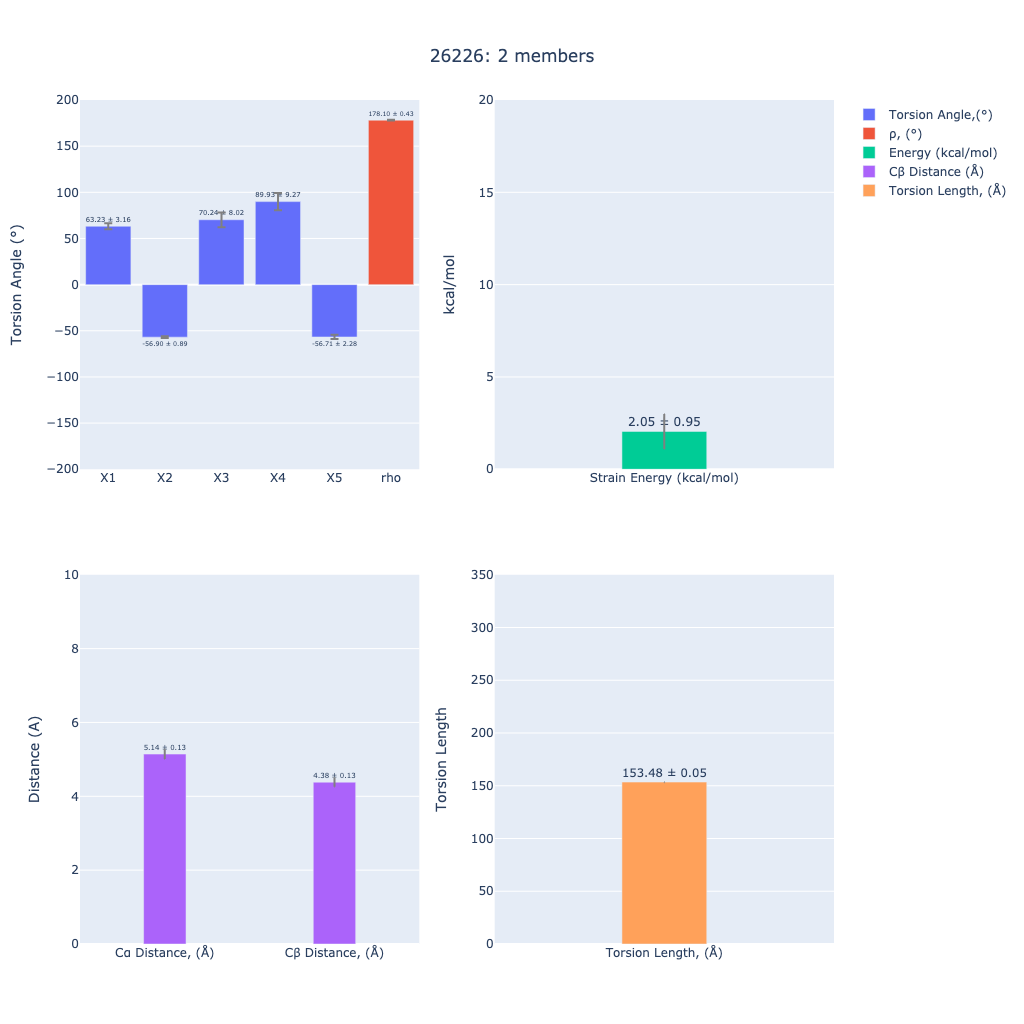 26226: 2 members
200
150
100
50
0
−50
−100
−150
−200
Torsion Angle (°)
63.23 ± 3.16
-56.90 ± 0.89
70.24 ± 8.02
89.93 ± 9.27
-56.71 ± 2.28
178.10 ± 0.43
X1
X2
X3
X4
X5
rho
20
15
10
5
0
kcal/mol
2.05 ± 0.95
Strain Energy (kcal/mol)
Torsion Angle,(°)
ρ, (°)
Energy (kcal/mol)
Cβ Distance (Å)
Torsion Length, (Å)
10
8
6
4
2
0
Distance (A)
5.14 ± 0.13
4.38 ± 0.13
Cα Distance, (Å)
Cβ Distance, (Å)
350
300
250
200
150
100
50
0
Torsion Length
153.48 ± 0.05
Torsion Length, (Å)